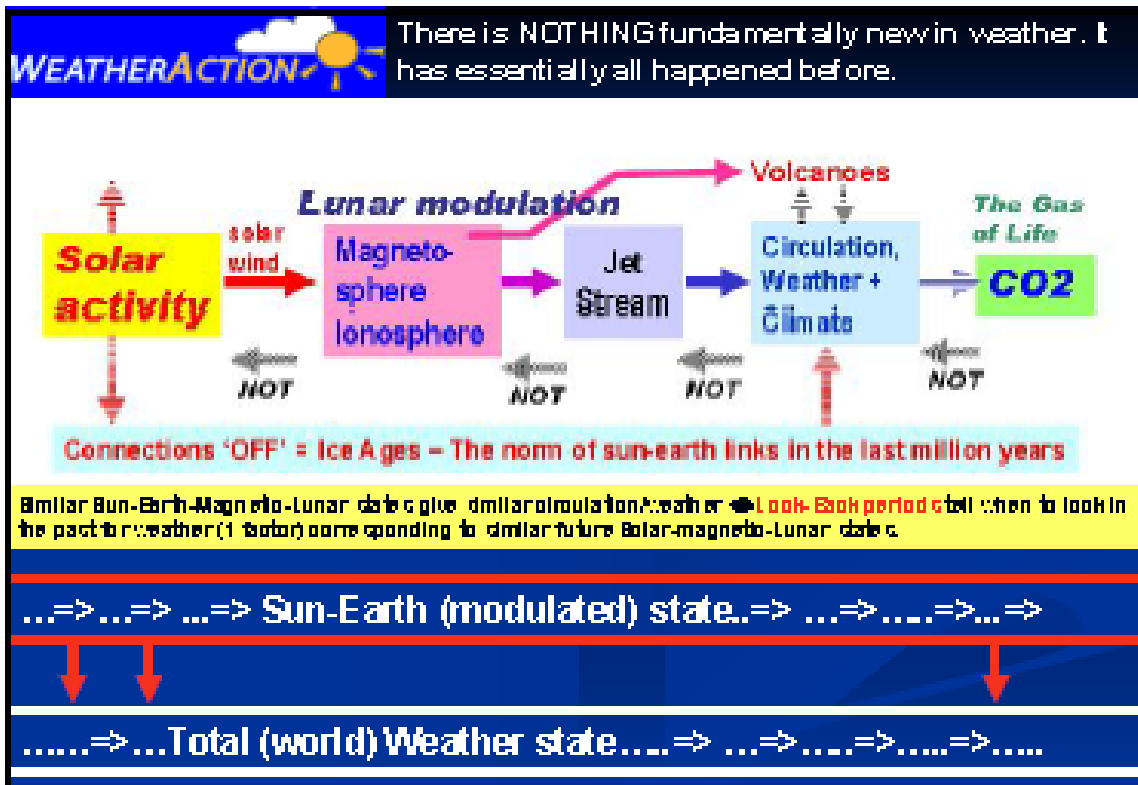 WEATHERACTION
There is NOTHING fundamentally new in weather. It
has essentially all happened before.
Volcanoes
Lunar modulation
The Gas
of Life
solar
wind
Solar
activity
Magneto-
sphere
Ionosphere
Jet
Stream
Circulation,
Weather +
Climate
CO2
NOT
NOT
NOT
NOT
Connections 'OFF' = Ice Ages – The norm of sun-earth links in the last million years
Similar Sun-Earth-Magnetic-Lunar states give similar circulation/weather => Look-Back periods tell when to look in
the past for weather (1 factor) corresponding to similar future Solar-magnetic-Lunar states.
...=>...=> ...=> Sun-Earth (modulated) state..=> ...=>.....=>...=>
......=>...Total (world) Weather state.....=> ...=>.....=>.....=>.....